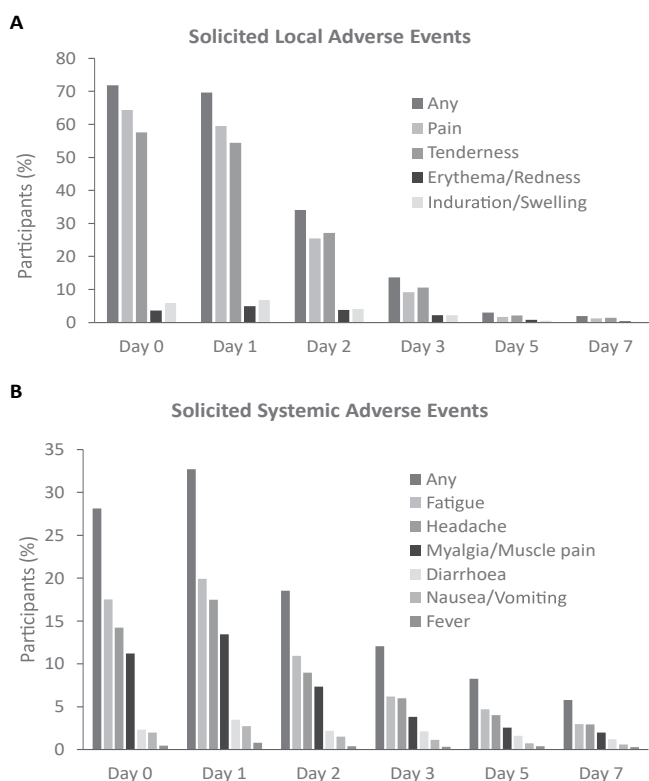 A
Solicited Local Adverse Events
80
70
60
50
40
30
20
10
0
Participants (%)
Any
Pain
Tenderness
Erythema/Redness
Induration/Swelling
Day 0 Day 1 Day 2 Day 3 Day 5 Day 7
B
Solicited Systemic Adverse Events
35
30
25
20
15
10
5
0
Participants (%)
Any
Fatigue
Headache
Myalgia/Muscle pain
Diarrhoea
Nausea/Vomiting
Fever
Day 0 Day 1 Day 2 Day 3 Day 5 Day 7